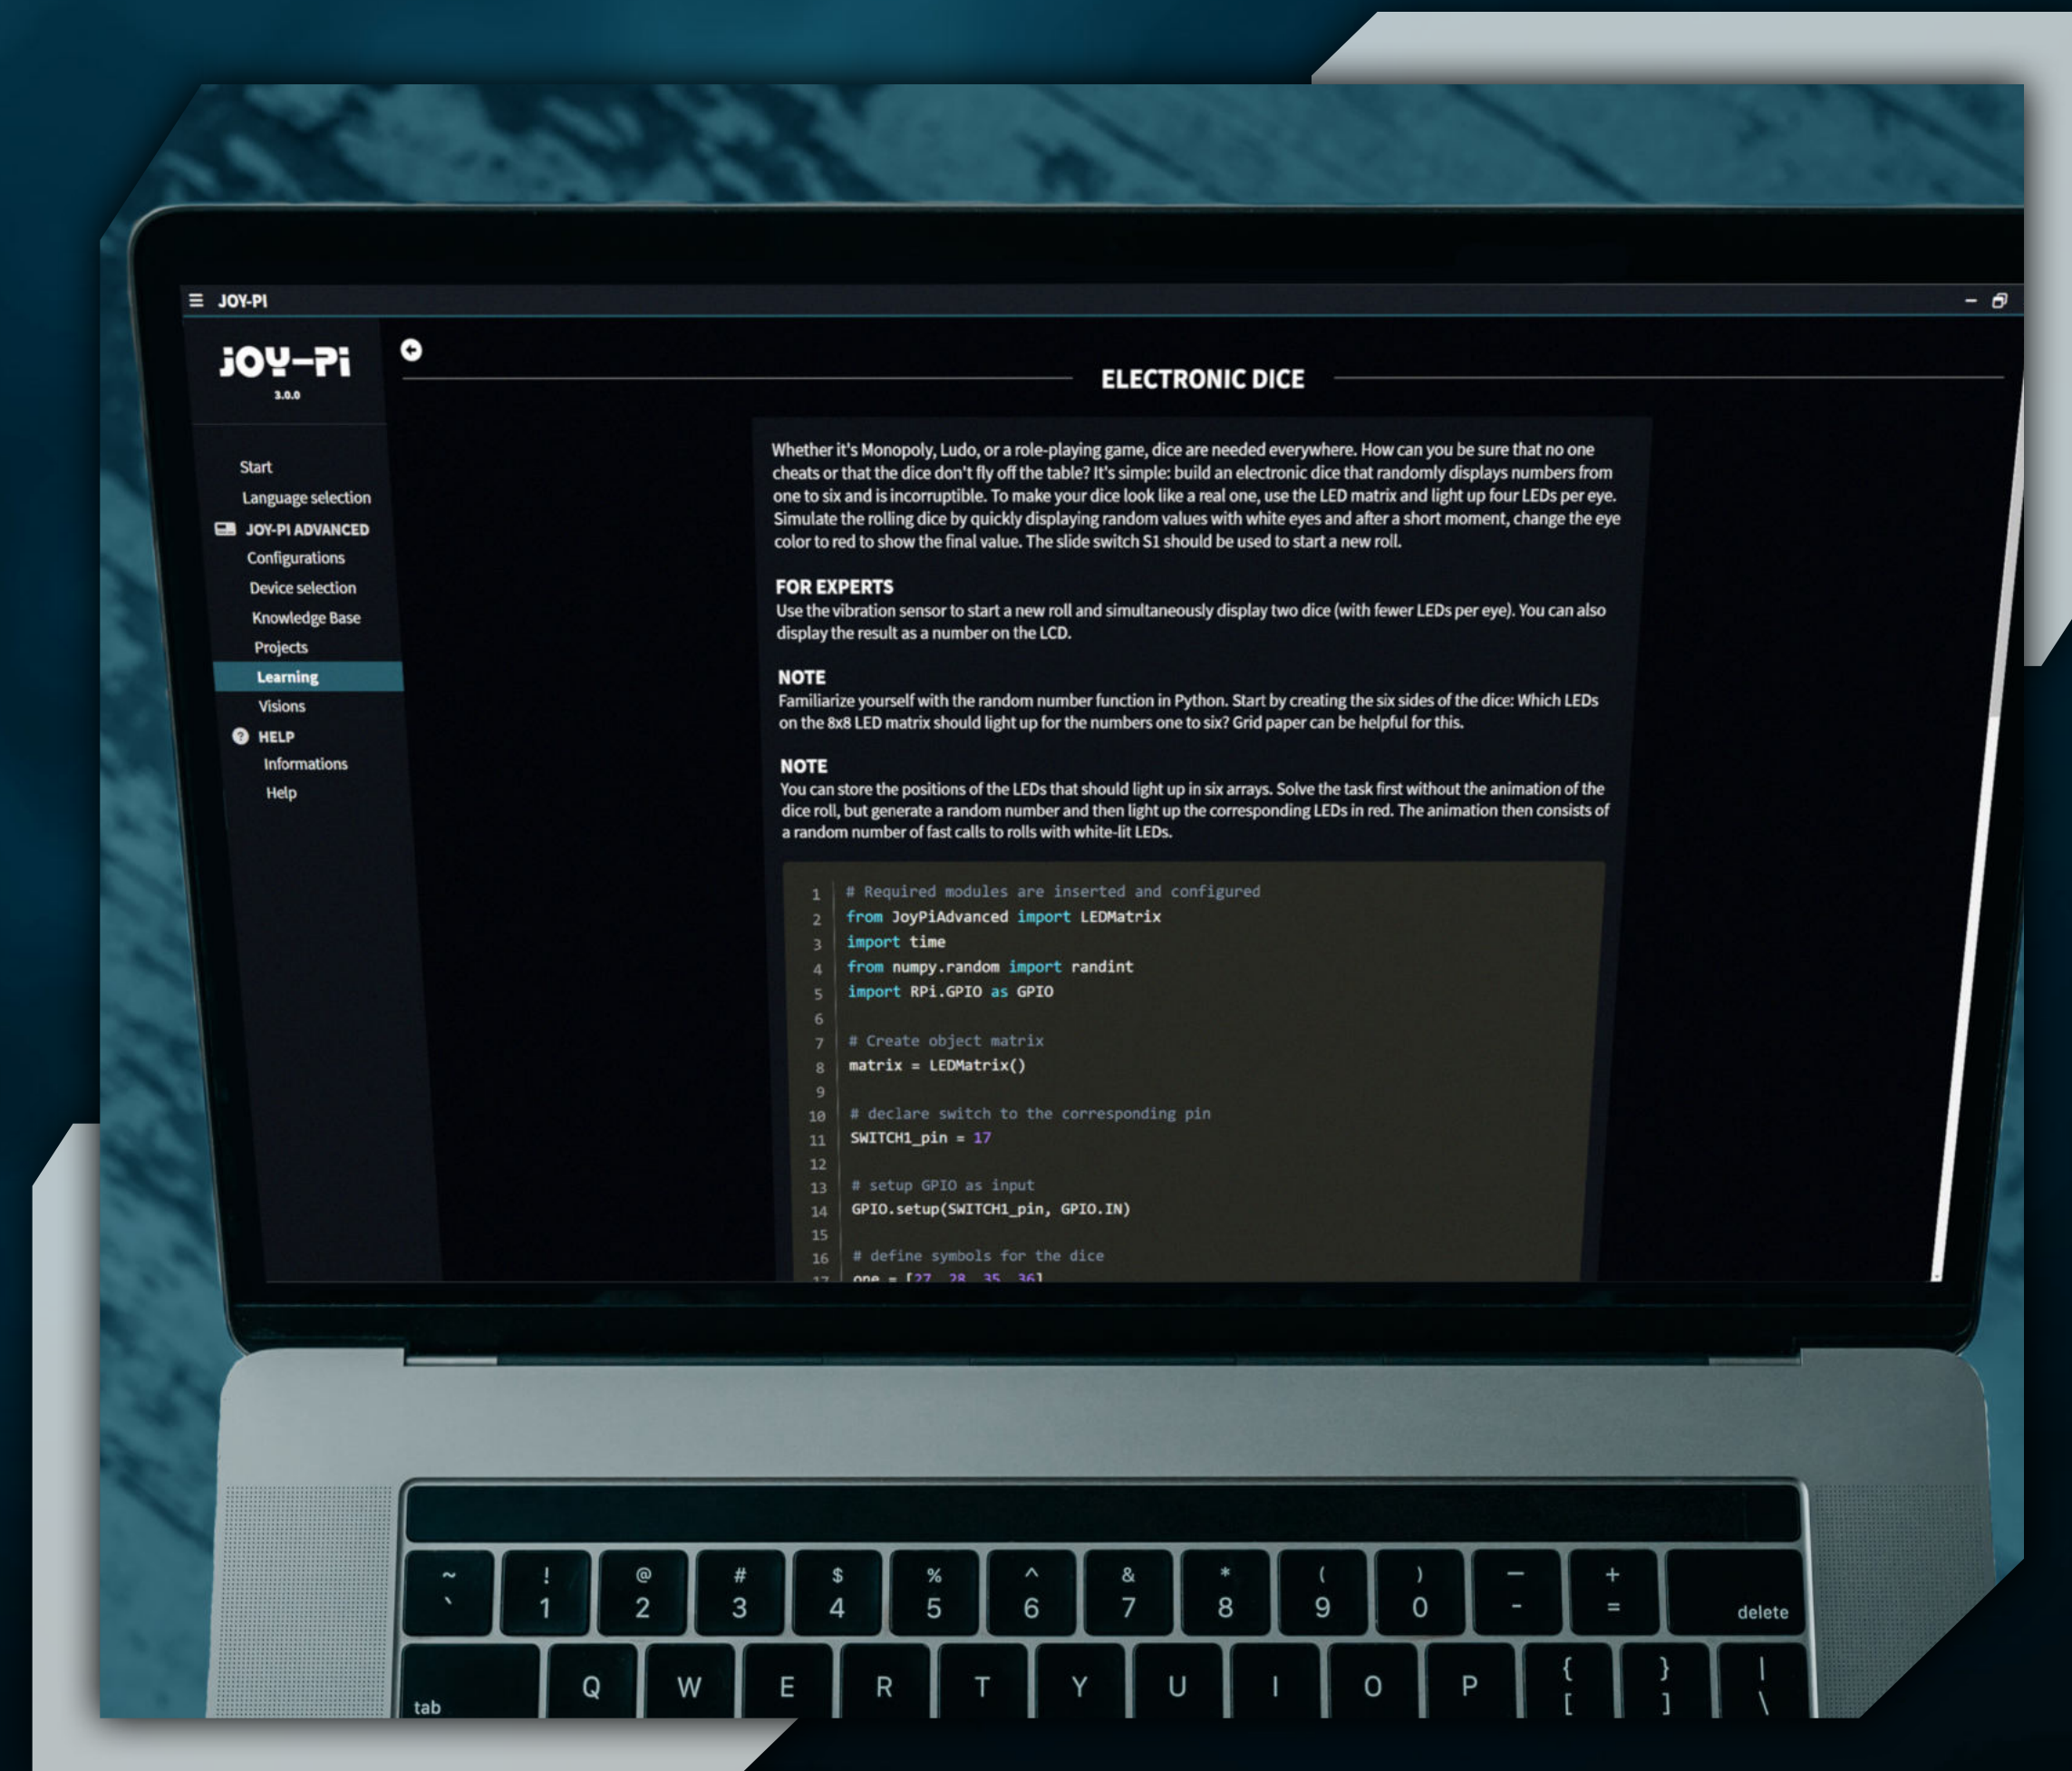 JOY-PI
JOY-PI
3.0.0
Start
Language selection
JOY-PI ADVANCED
Configurations
Device selection
Knowledge Base
Projects
Learning
Visions
HELP
Informations
Help
ELECTRONIC DICE
Whether it's Monopoly, Ludo, or a role-playing game, dice are needed everywhere. How can you be sure that no one
cheats or that the dice don't fly off the table? It's simple: build an electronic dice that randomly displays numbers from
one to six and is incorruptible. To make your dice look like a real one, use the LED matrix and light up four LEDs per eye.
Simulate the rolling dice by quickly displaying random values with white eyes and after a short moment, change the eye
color to red to show the final value. The slide switch S1 should be used to start a new roll.
FOR EXPERTS
Use the vibration sensor to start a new roll and simultaneously display two dice (with fewer LEDs per eye). You can also
display the result as a number on the LCD.
NOTE
Familiarize yourself with the random number function in Python. Start by creating the six sides of the dice: Which LEDs
on the 8x8 LED matrix should light up for the numbers one to six? Grid paper can be helpful for this.
NOTE
You can store the positions of the LEDs that should light up in six arrays. Solve the task first without the animation of the
dice roll, but generate a random number and then light up the corresponding LEDs in red. The animation then consists of
a random number of fast calls to rolls with white-lit LEDs.
1 # Required modules are inserted and configured
2 from JoyPiAdvanced import LEDMatrix
3 import time
4 from numpy.random import randint
5 import RPi.GPIO as GPIO
6
7 # Create object matrix
8 matrix = LEDMatrix()
9
10 # declare switch to the corresponding pin
11 SWITCH1_pin = 17
12
13 # setup GPIO as input
14 GPIO.setup(SWITCH1_pin, GPIO.IN)
15
16 # define symbols for the dice
17 one = [27, 28, 35, 36]
~ ! @ # $ % ^ & * ( ) — +
` 1 2 3 4 5 6 7 8 9 0 - = delete
tab Q W E R T Y U I O P { [ } ] | \